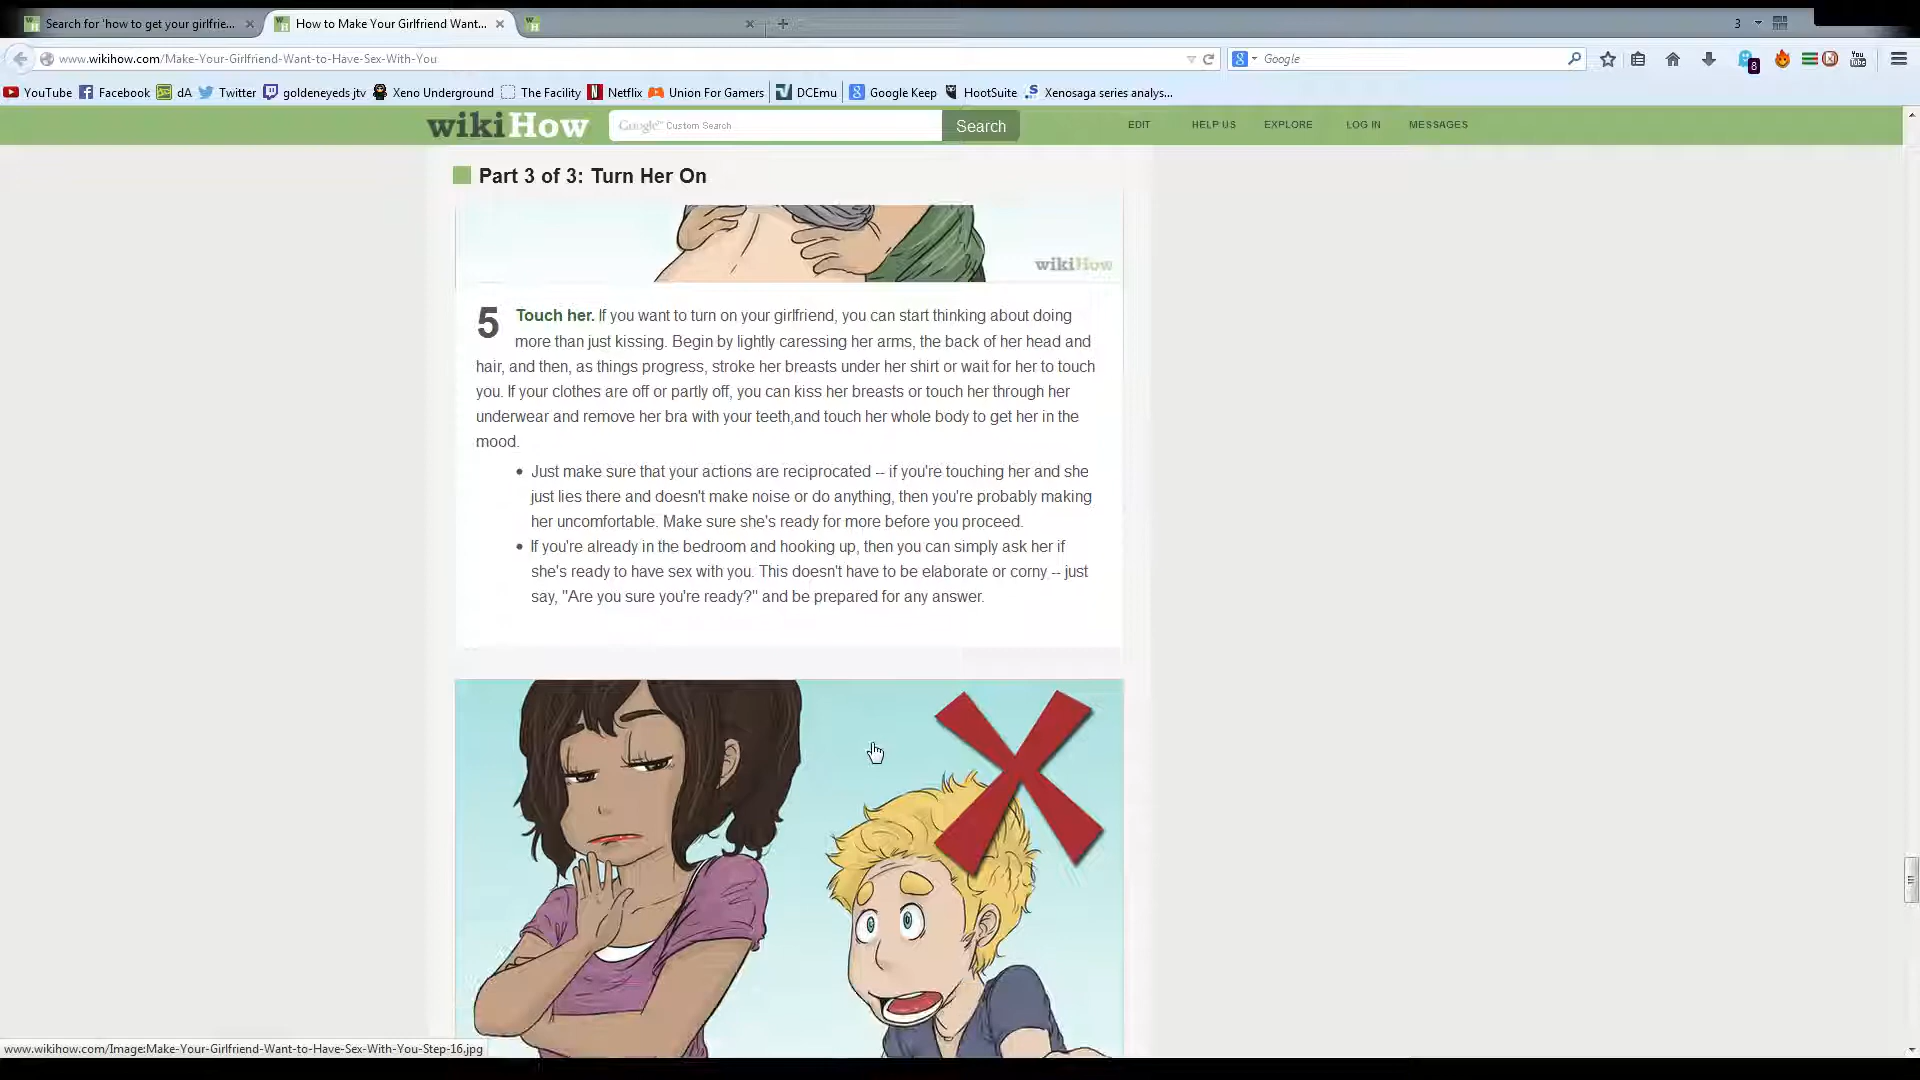 Search for 'how to get your girlfrie...
How to Make Your Girlfriend Want...
3
www.wikihow.com/Make-Your-Girlfriend-Want-to-Have-Sex-With-You
Google
8
YouTube Facebook dA Twitter goldeneyeds jtv Xeno Underground The Facility Netflix Union For Gamers DCEmu Google Keep HootSuite Xenosaga series analys...
wikiHow Google™ Custom Search Search EDIT HELP US EXPLORE LOG IN MESSAGES
Part 3 of 3: Turn Her On
wikiHow
5 Touch her. If you want to turn on your girlfriend, you can start thinking about doing
more than just kissing. Begin by lightly caressing her arms, the back of her head and
hair, and then, as things progress, stroke her breasts under her shirt or wait for her to touch
you. If your clothes are off or partly off, you can kiss her breasts or touch her through her
underwear and remove her bra with your teeth,and touch her whole body to get her in the
mood.
Just make sure that your actions are reciprocated -- if you're touching her and she
just lies there and doesn't make noise or do anything, then you're probably making
her uncomfortable. Make sure she's ready for more before you proceed.
If you're already in the bedroom and hooking up, then you can simply ask her if
she's ready to have sex with you. This doesn't have to be elaborate or corny -- just
say, "Are you sure you're ready?" and be prepared for any answer.
www.wikihow.com/Image:Make-Your-Girlfriend-Want-to-Have-Sex-With-You-Step-16.jpg